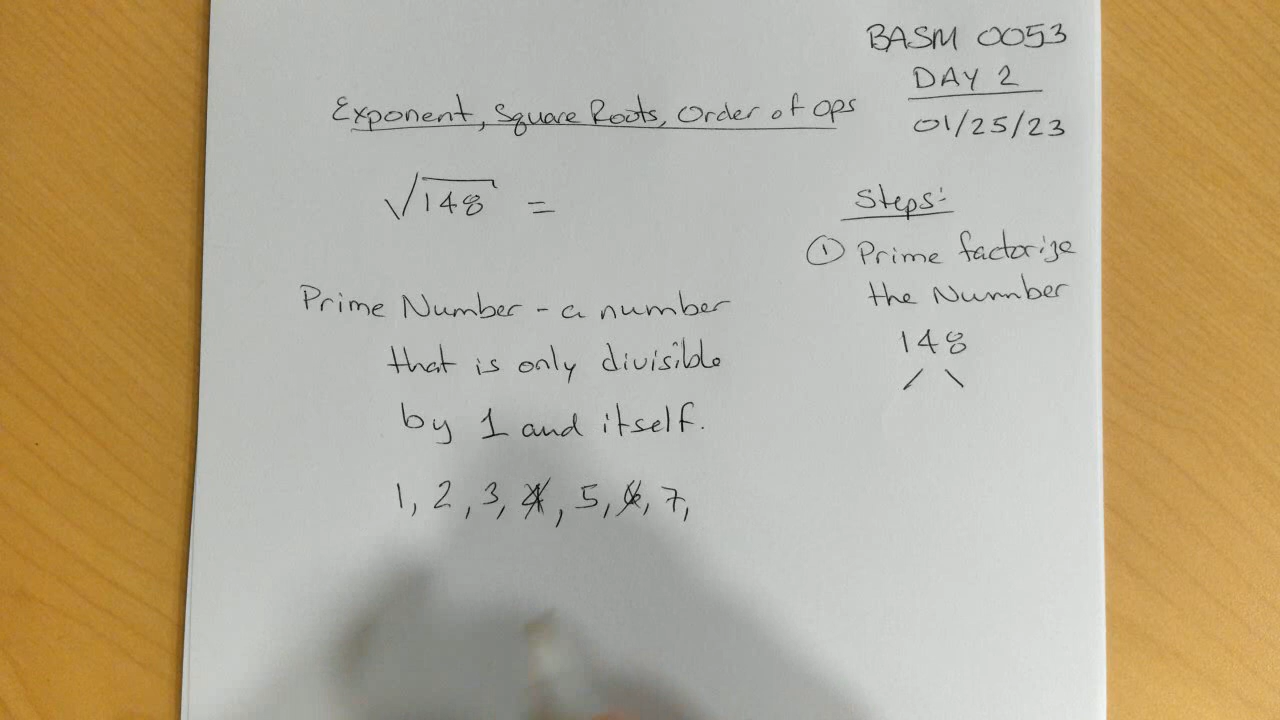 BASM 0053
DAY 2
01/25/23
Exponent, Square Roots, Order of Ops
√148 =
Prime Number - a number
that is only divisible
by 1 and itself.
1, 2, 3, 4, 5, 6, 7,
Steps:
① Prime factorize
the Number
148